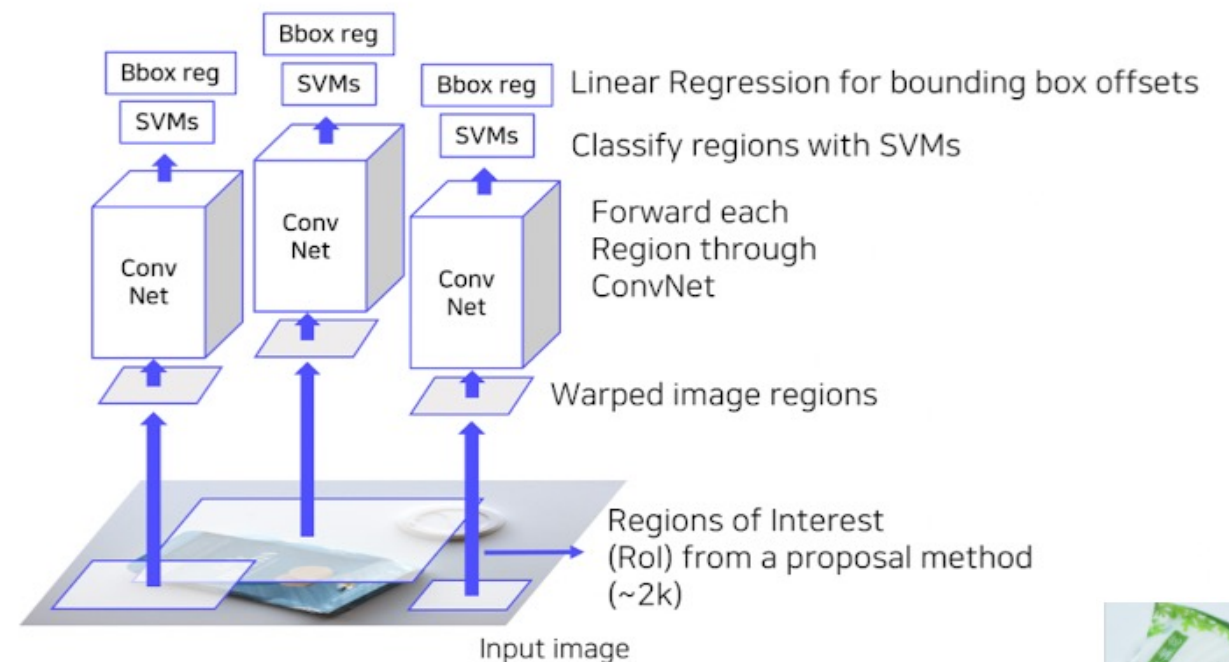 Bbox reg
SVMs
Bbox reg
SVMs
Bbox reg
SVMs
Linear Regression for bounding box offsets
Classify regions with SVMs
Conv
Net
Conv
Net
Conv
Net
Forward each
Region through
ConvNet
Warped image regions
Regions of Interest
(RoI) from a proposal method
(~2k)
Input image